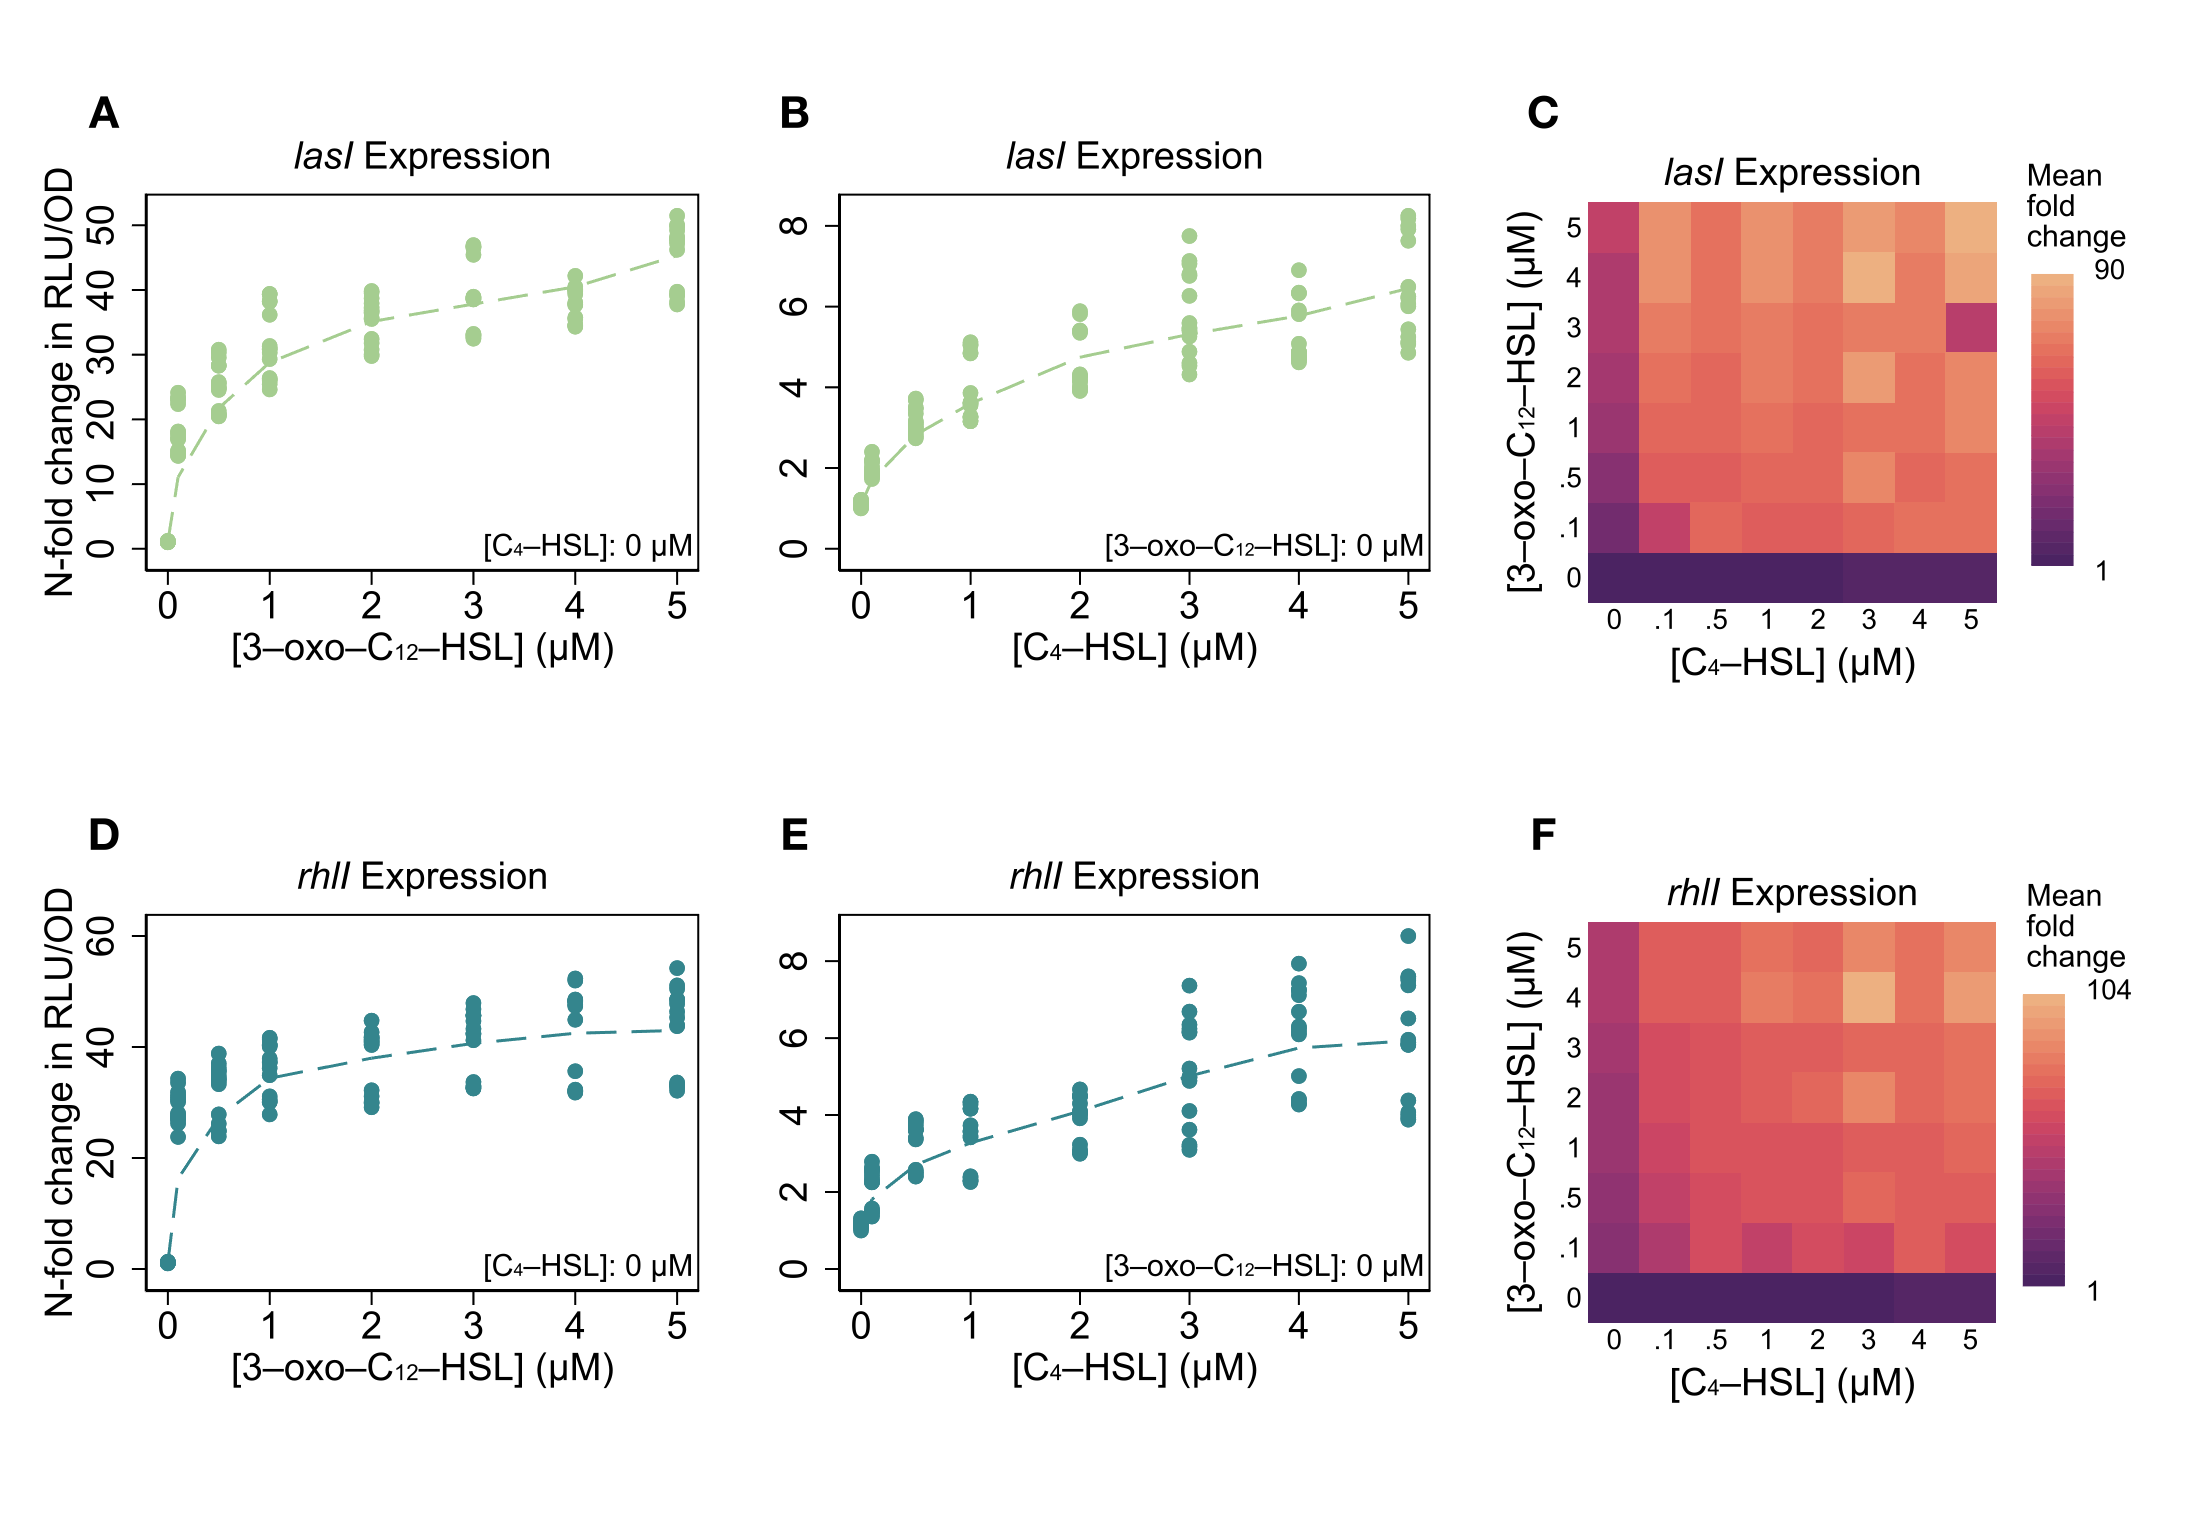 A
lasI Expression
N-fold change in RLU/OD
50
40
30
20
10
0
[C4–HSL]: 0 µM
0 1 2 3 4 5
[3–oxo–C12–HSL] (µM)
B
lasI Expression
8
6
4
2
0
[3–oxo–C12–HSL]: 0 µM
0 1 2 3 4 5
[C4–HSL] (µM)
C
lasI Expression
[3–oxo–C12–HSL] (µM)
5
4
3
2
1
.5
.1
0
0 .1 .5 1 2 3 4 5
[C4–HSL] (µM)
Mean
fold
change
90
1
D
rhlI Expression
N-fold change in RLU/OD
60
40
20
0
[C4–HSL]: 0 µM
0 1 2 3 4 5
[3–oxo–C12–HSL] (µM)
E
rhlI Expression
8
6
4
2
0
[3–oxo–C12–HSL]: 0 µM
0 1 2 3 4 5
[C4–HSL] (µM)
F
rhlI Expression
[3–oxo–C12–HSL] (µM)
5
4
3
2
1
.5
.1
0
0 .1 .5 1 2 3 4 5
[C4–HSL] (µM)
Mean
fold
change
104
1